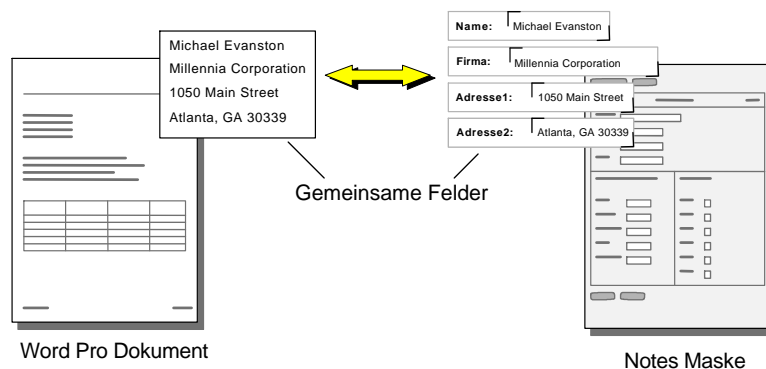 Michael Evanston
Millennia Corporation
1050 Main Street
Atlanta, GA 30339
Name: Michael Evanston
Firma: Millennia Corporation
Adresse1: 1050 Main Street
Adresse2: Atlanta, GA 30339
Gemeinsame Felder
Word Pro Dokument
Notes Maske